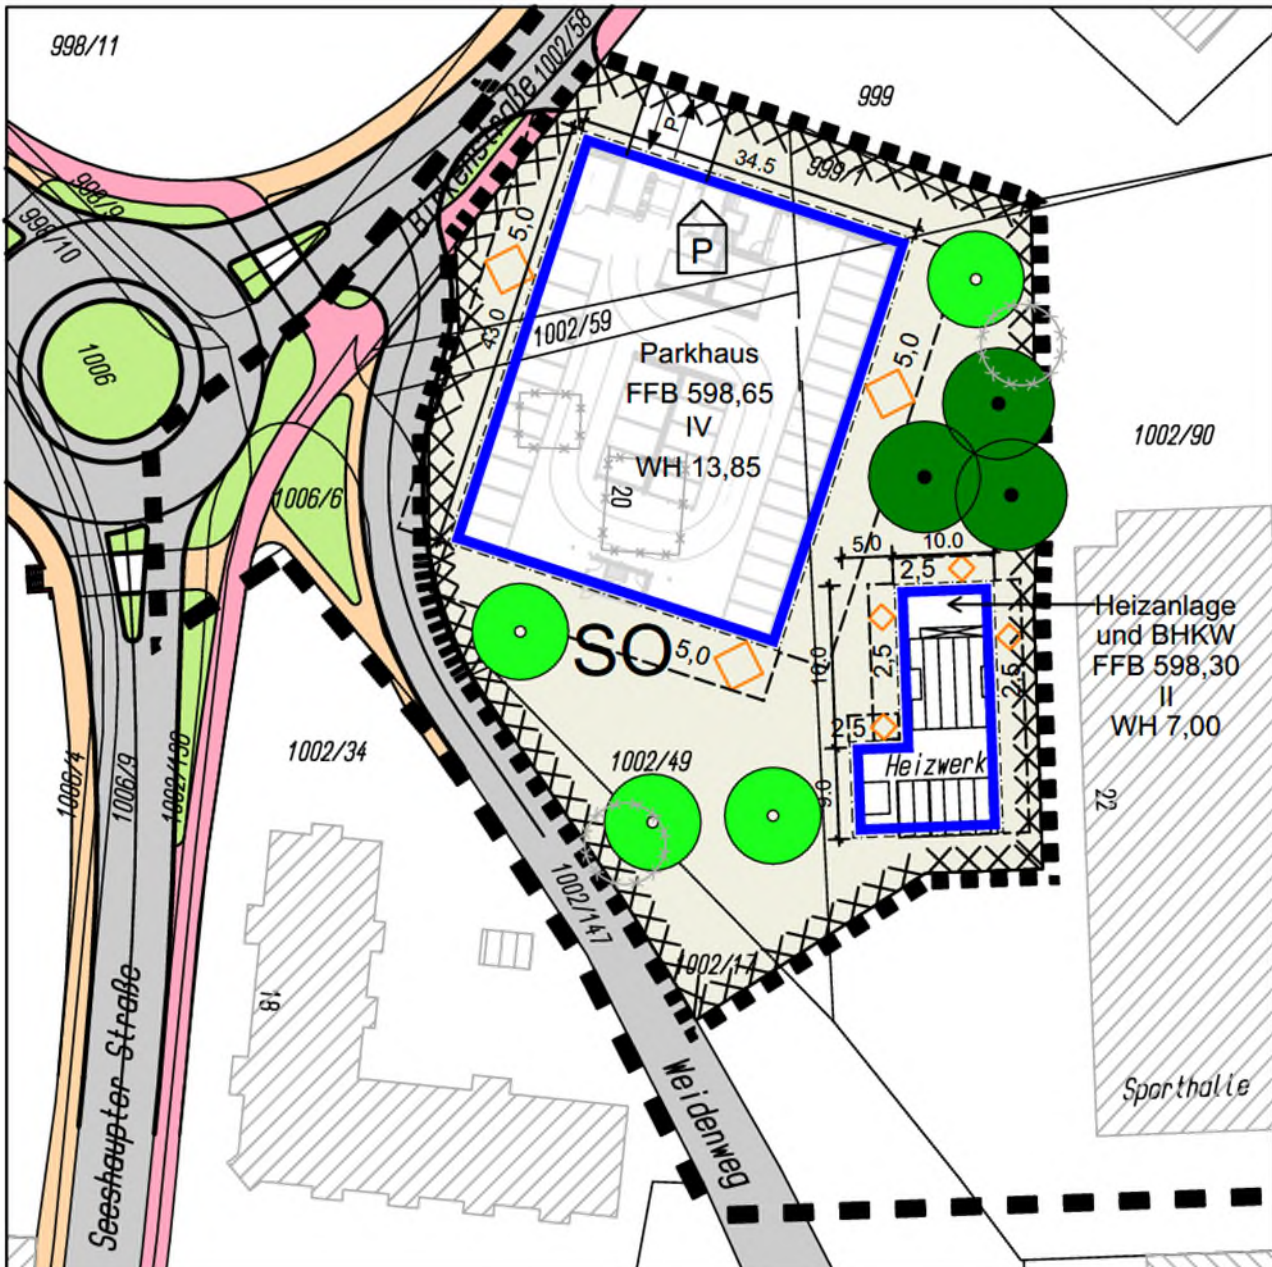 998/11
1002/58
999
Birkenstraße
P
34.5
999/1
998/9
998/10
5,0
P
43.0
1002/59
Parkhaus
FFB 598,65
IV
WH 13,85
5,0
1006
1002/90
20
1006/6
5,0
10.0
2,5
Heizanlage
und BHKW
FFB 598,30
II
WH 7,00
SO
5,0
10.0
2,5
2,5
2,5
1002/34
1002/49
Heizwerk
9.0
22
1006/4
1006/9
1002/130
1002/147
1002/17
18
Seeshaupter Straße
Weidenweg
Sporthalle